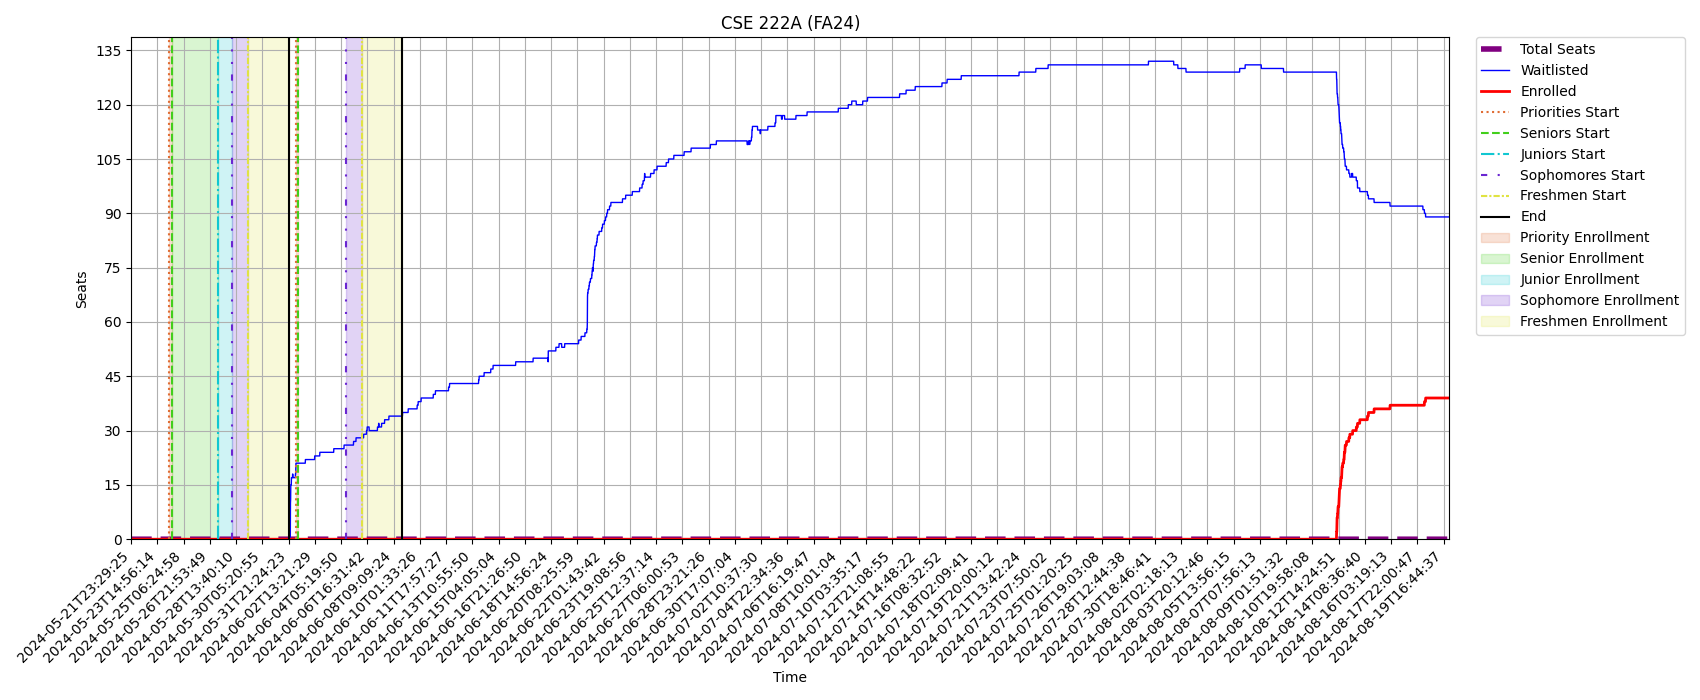 CSE 222A (FA24)
135
120
105
90
75
60
45
30
15
0
Seats
2024-05-21T23:29:25
2024-05-23T14:56:14
2024-05-25T06:24:58
2024-05-26T21:53:49
2024-05-28T13:40:10
2024-05-30T05:20:55
2024-05-31T21:24:23
2024-06-02T13:21:29
2024-06-04T05:19:50
2024-06-06T16:31:42
2024-06-08T09:09:24
2024-06-10T01:33:26
2024-06-11T17:57:27
2024-06-13T10:55:50
2024-06-15T04:05:04
2024-06-16T21:26:50
2024-06-18T14:56:24
2024-06-20T08:25:59
2024-06-22T01:43:42
2024-06-23T19:08:56
2024-06-25T12:37:14
2024-06-27T06:00:53
2024-06-28T23:21:26
2024-06-30T17:07:04
2024-07-02T10:37:30
2024-07-04T22:34:36
2024-07-06T16:19:47
2024-07-08T10:01:04
2024-07-10T03:35:17
2024-07-12T21:08:55
2024-07-14T14:48:22
2024-07-16T08:32:52
2024-07-18T02:09:41
2024-07-19T20:00:12
2024-07-21T13:42:24
2024-07-23T07:50:02
2024-07-25T01:20:25
2024-07-26T19:03:08
2024-07-28T12:44:38
2024-07-30T18:46:41
2024-08-02T02:18:13
2024-08-03T20:12:46
2024-08-05T13:56:15
2024-08-07T07:56:13
2024-08-09T01:51:32
2024-08-10T19:58:08
2024-08-12T14:24:51
2024-08-14T08:36:40
2024-08-16T03:19:13
2024-08-17T22:00:47
2024-08-19T16:44:37
Time
Total Seats
Waitlisted
Enrolled
Priorities Start
Seniors Start
Juniors Start
Sophomores Start
Freshmen Start
End
Priority Enrollment
Senior Enrollment
Junior Enrollment
Sophomore Enrollment
Freshmen Enrollment